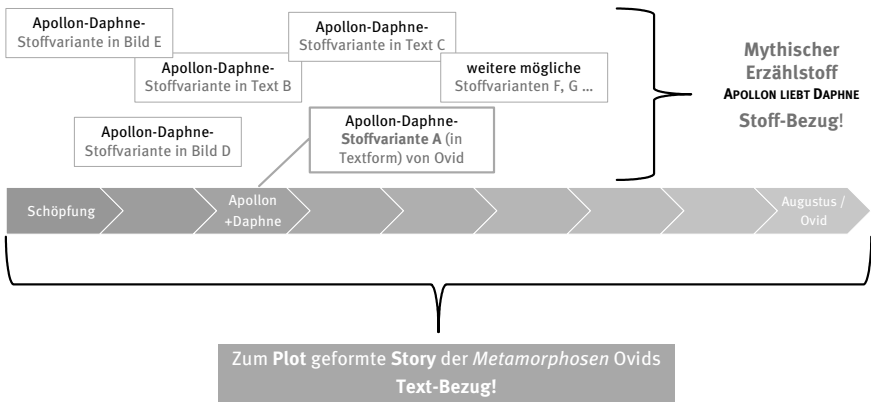 Apollon-Daphne-
Stoffvariante in Bild E
Apollon-Daphne-
Stoffvariante in Text C
Apollon-Daphne-
Stoffvariante in Text B
weitere mögliche
Stoffvarianten F, G ...
Apollon-Daphne-
Stoffvariante in Bild D
Apollon-Daphne-
Stoffvariante A (in
Textform) von Ovid
Mythischer
Erzählstoff
APOLLON LIEBT DAPHNE
Stoff-Bezug!
Schöpfung
Apollon
+Daphne
Augustus /
Ovid
Zum Plot geformte Story der Metamorphosen Ovids
Text-Bezug!